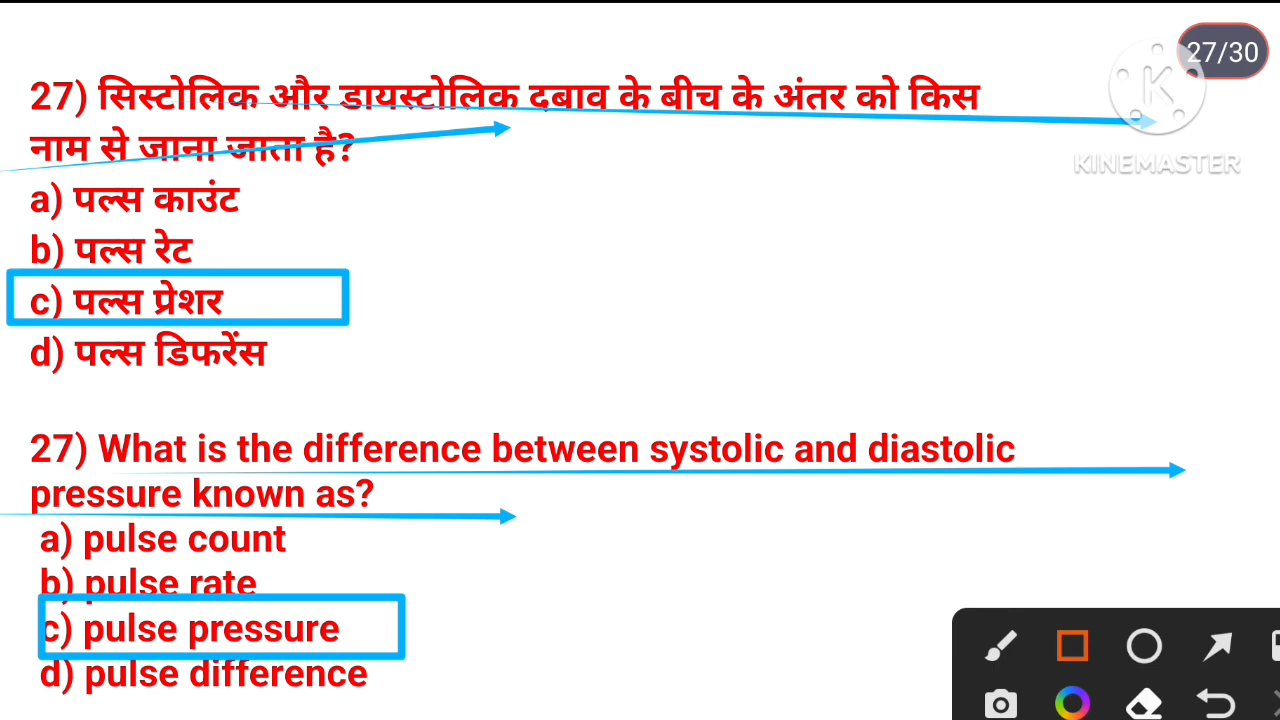 27/30
27) सिस्टोलिक और डायस्टोलिक दबाव के बीच के अंतर को किस
KINEMASTER
नाम से जाना जाता है?
a) पल्स काउंट
b) पल्स रेट
c) पल्स प्रेशर
d) पल्स डिफरेंस
27) What is the difference between systolic and diastolic
pressure known as?
a) pulse count
b) pulse rate
c) pulse pressure
d) pulse difference